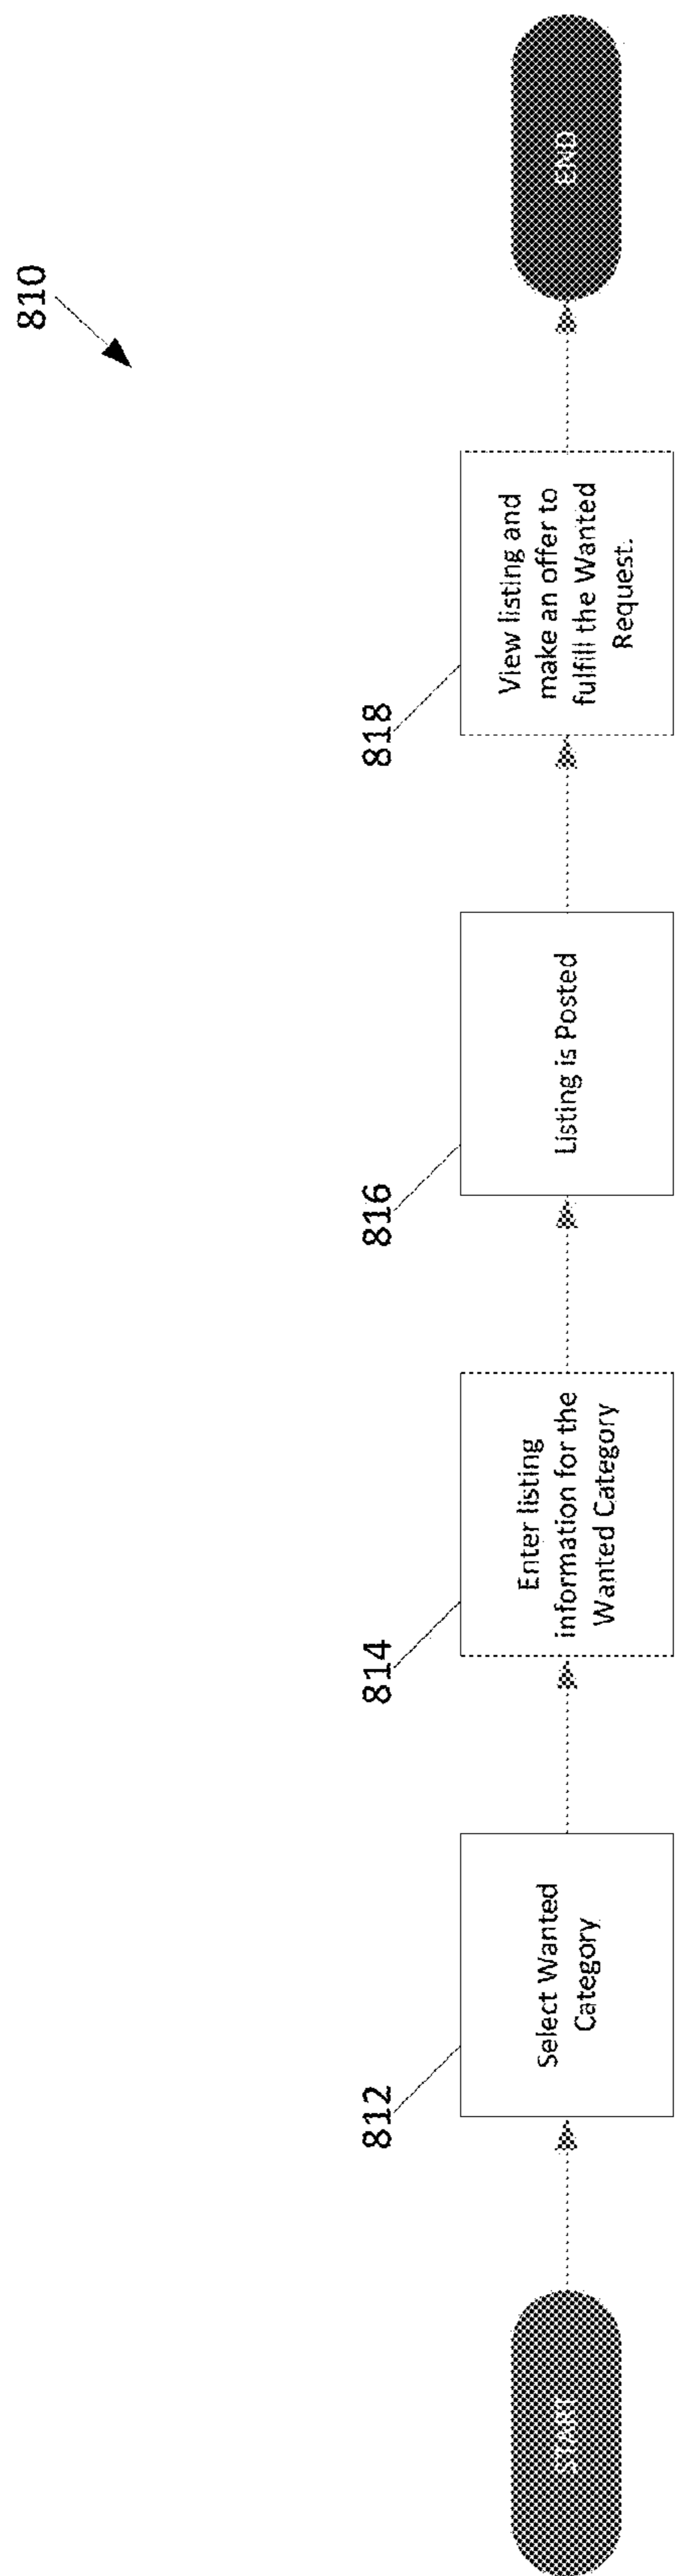 810
START
812
Select Wanted
Category
814
Enter listing
information for the
Wanted Category
816
Listing is Posted
818
View listing and
make an offer to
fulfill the Wanted
Request.
END